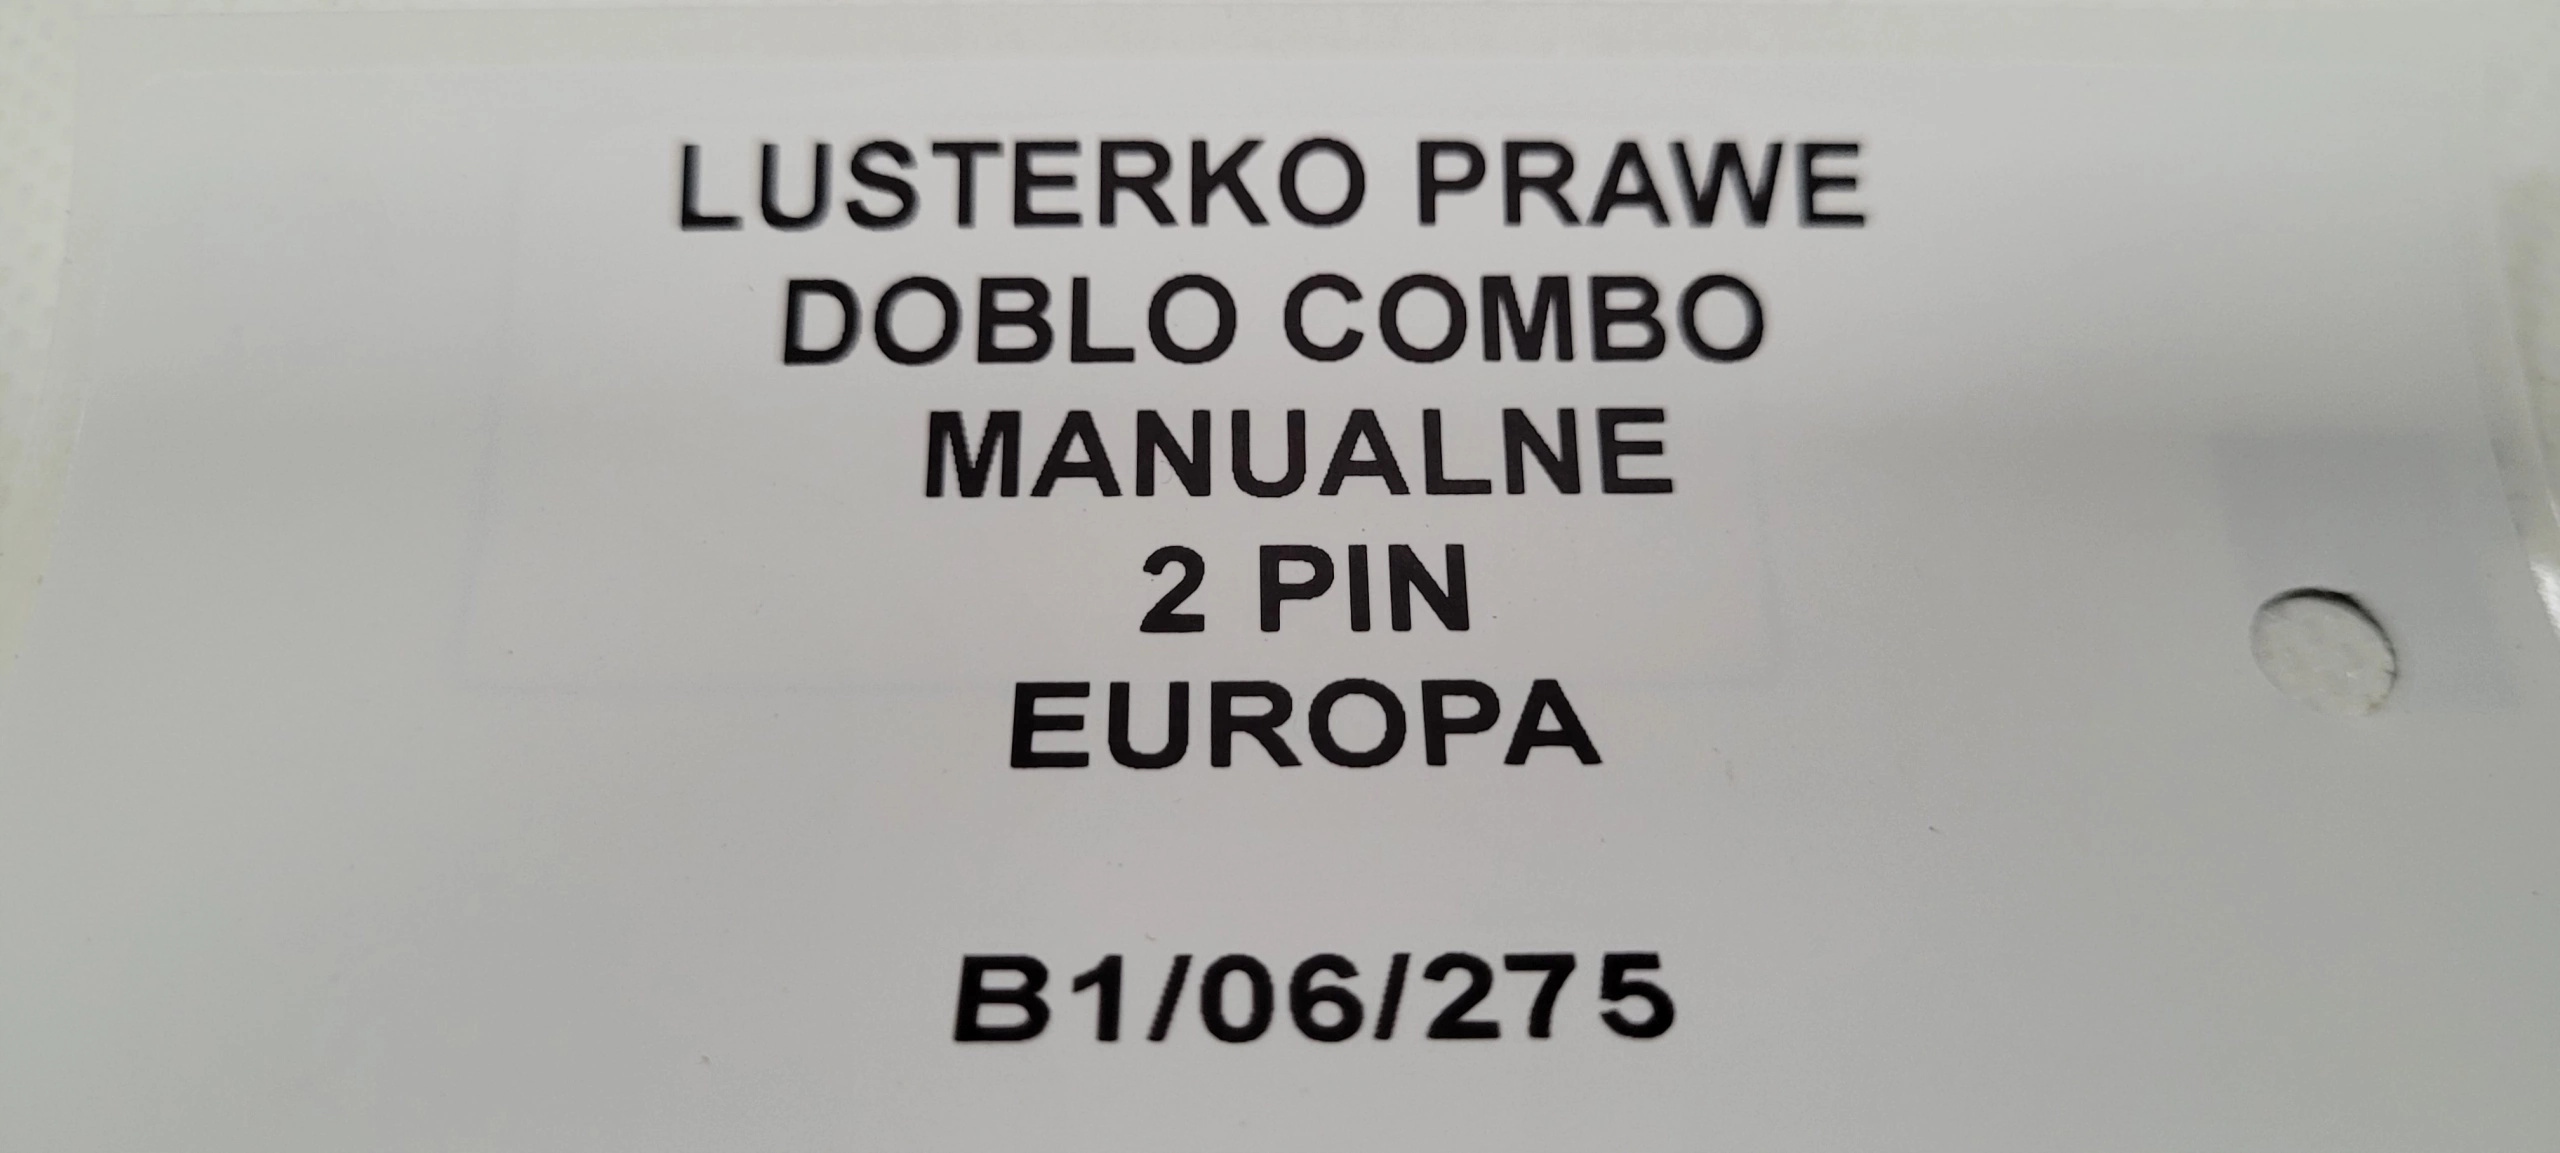 LUSTERKO PRAWE
DOBLO COMBO
MANUALNE
2 PIN
EUROPA
B1/06/275